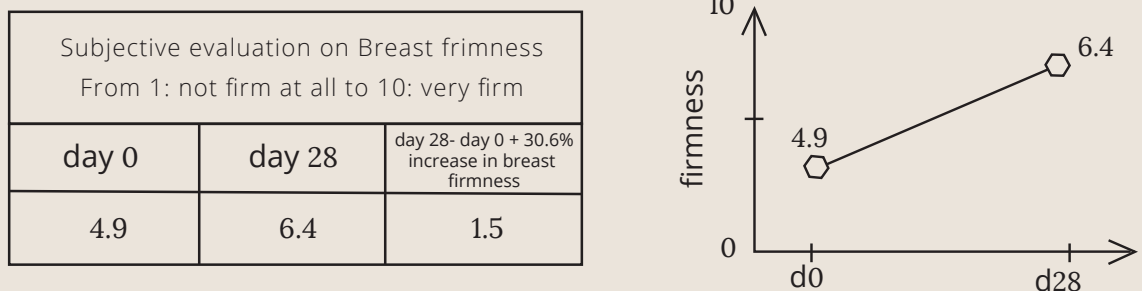 Subjective evaluation on Breast frimness
From 1: not firm at all to 10: very firm
day 0
day 28
day 28- day 0 + 30.6%
increase in breast
firmness
4.9
6.4
1.5
10
6.4
4.9
firmness
0
d0
d28